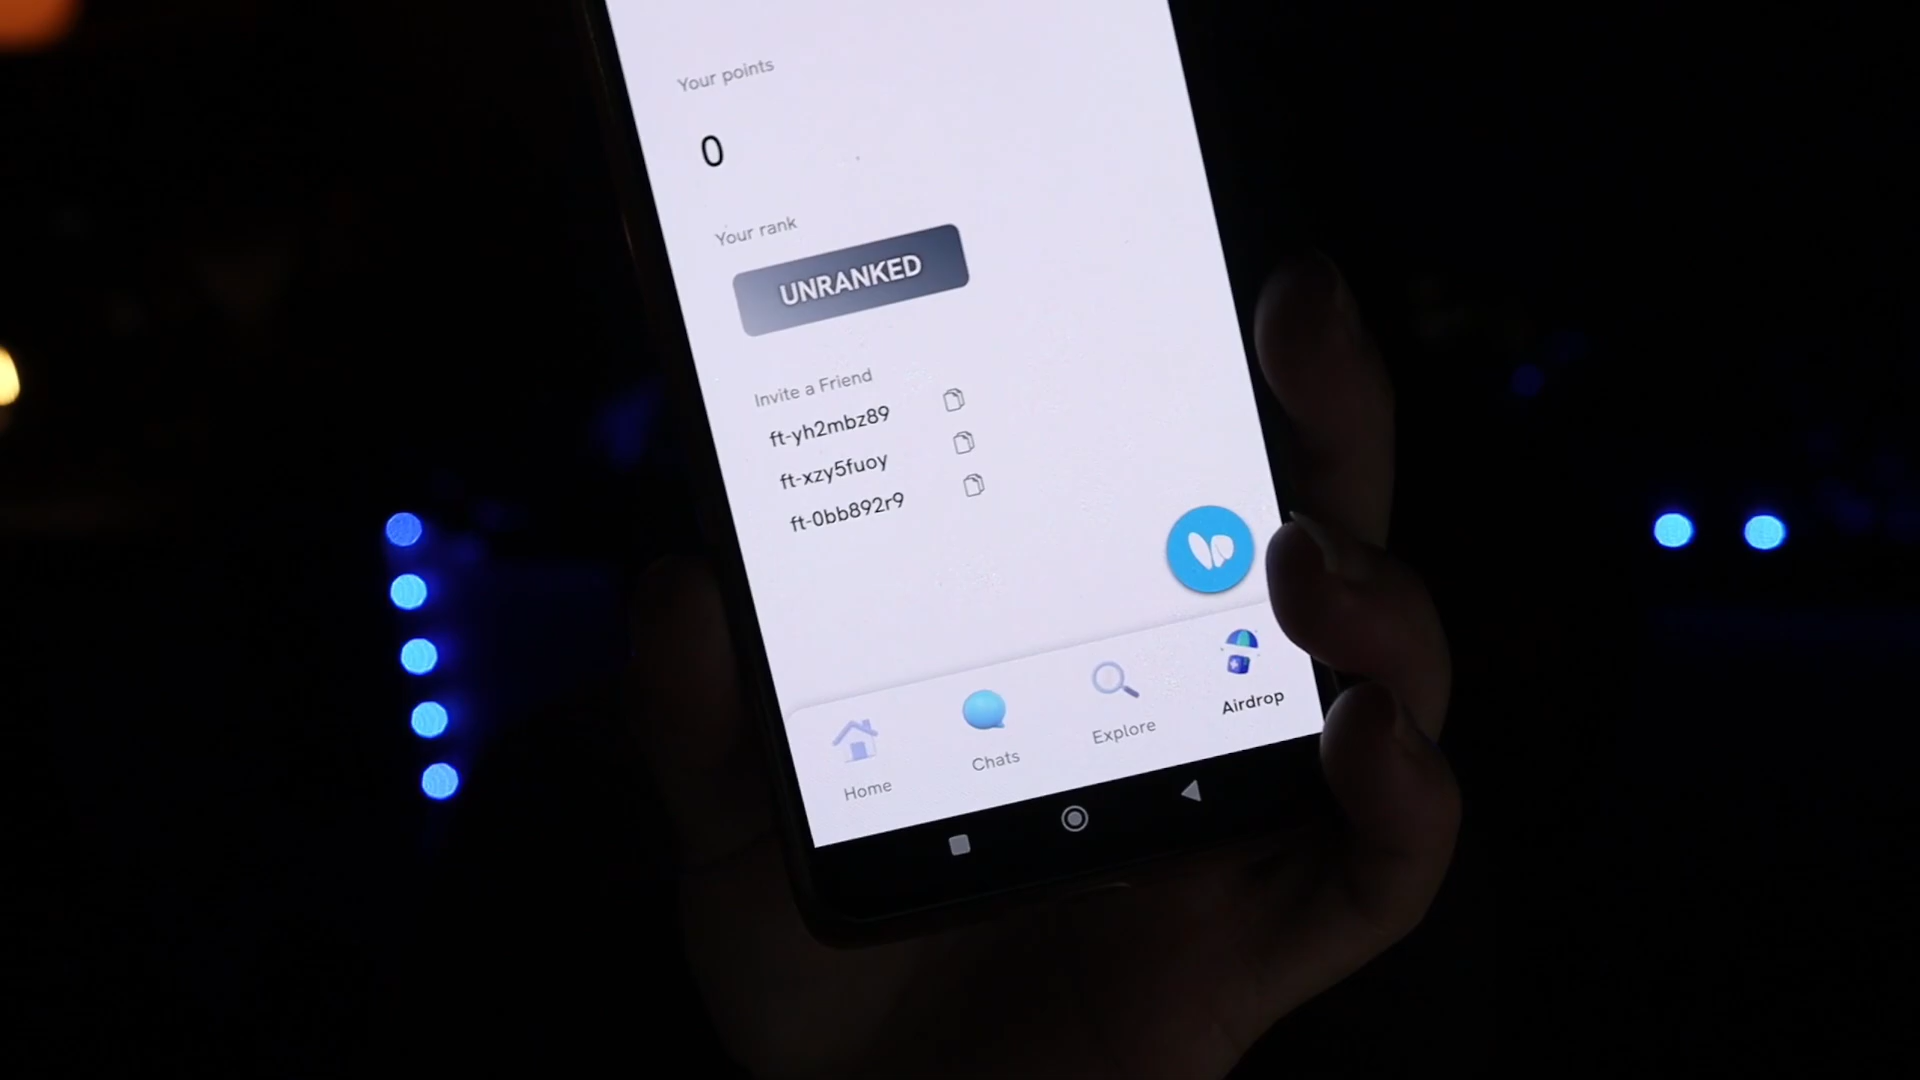 Your points
0
Your rank
UNRANKED
Invite a Friend
ft-yh2mbz89
ft-xzy5fuoy
ft-0bb892r9
Home
Chats
Explore
Airdrop